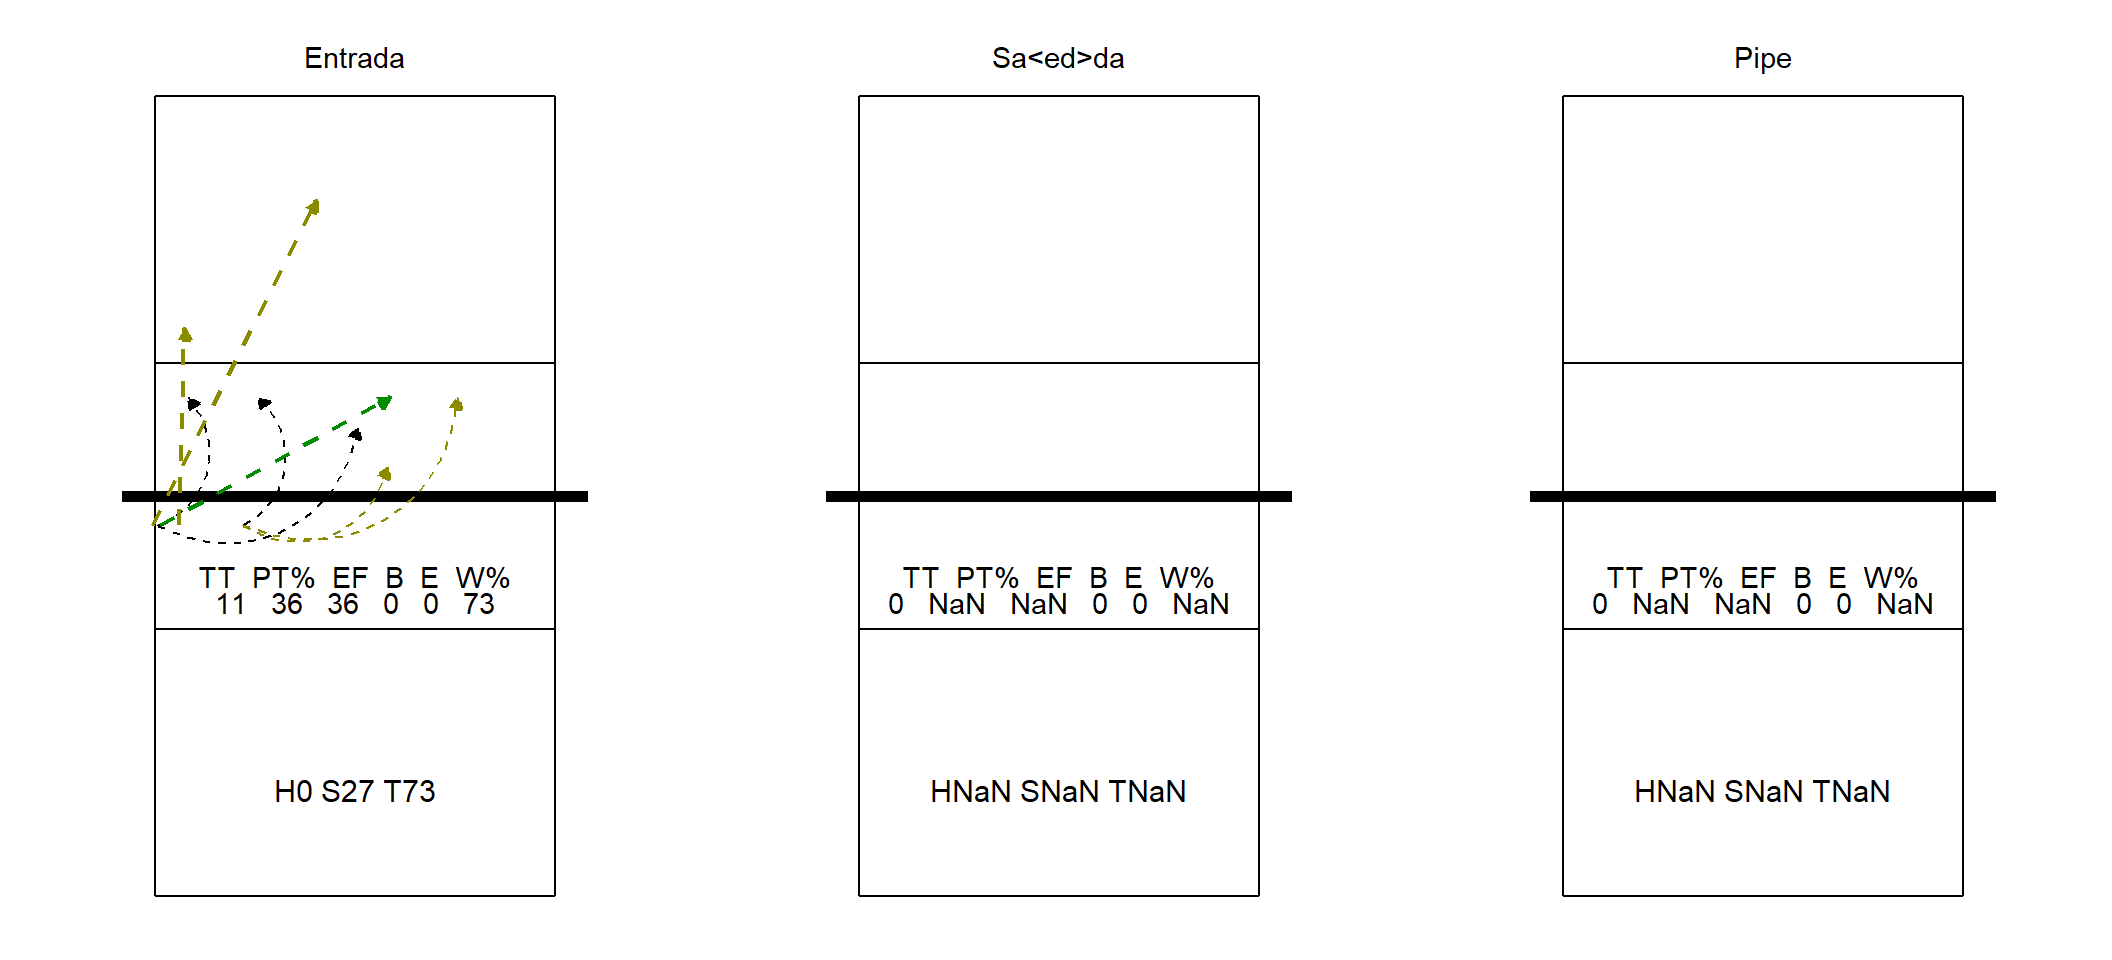 Entrada
TT PT% EF B E W%
11 36 36 0 0 73
H0 S27 T73
Sa<ed>da
TT PT% EF B E W%
0 NaN NaN 0 0 NaN
HNaN SNaN TNaN
Pipe
TT PT% EF B E W%
0 NaN NaN 0 0 NaN
HNaN SNaN TNaN